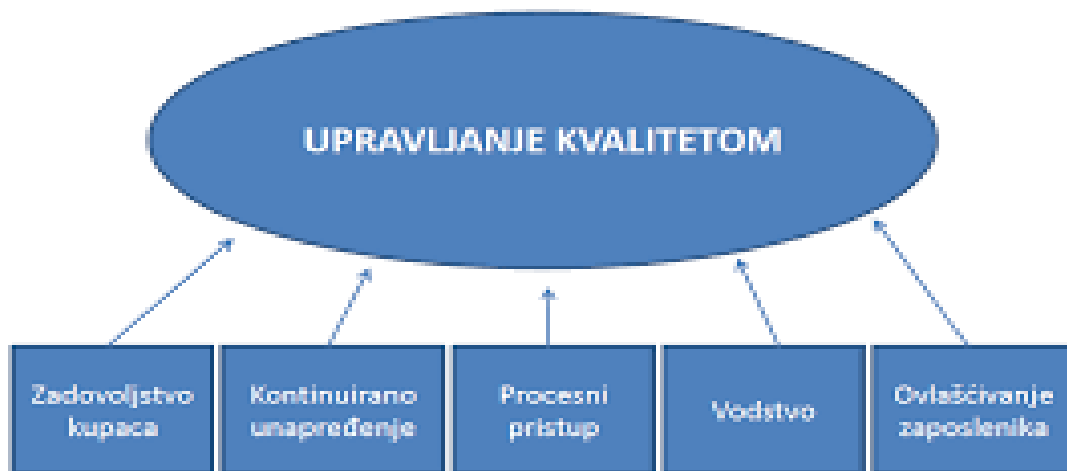 UPRAVLJANJE KVALITETOM
Zadovoljstvo
kupaca
Kontinuirano
unapređenje
Procesni
pristup
Vodstvo
Ovlašćivanje
zaposlenika